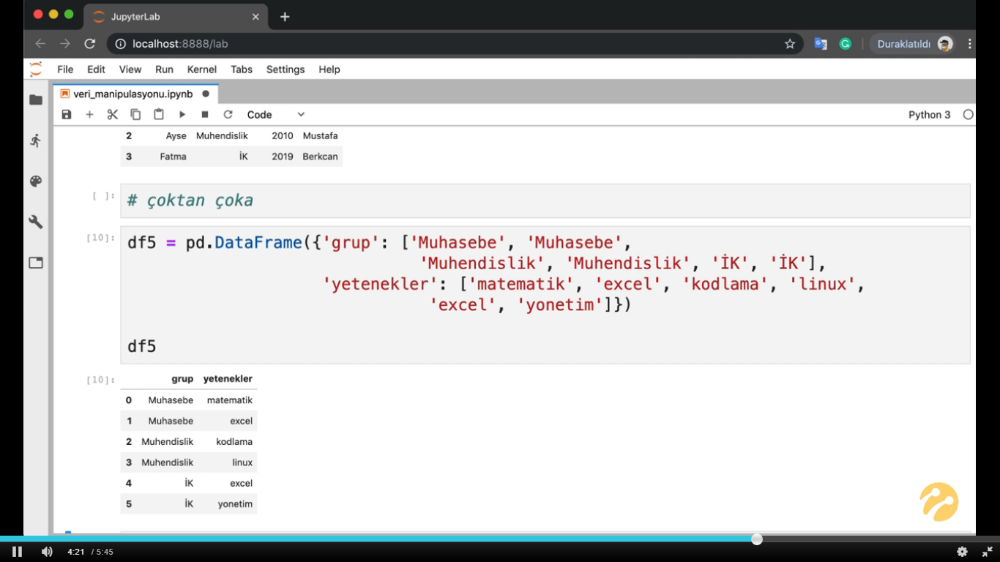 JupyterLab
localhost:8888/lab
Duraklatıldı
File Edit View Run Kernel Tabs Settings Help
veri_manipulasyonu.ipynb
Code
Python 3
2 Ayse Muhendislik 2010 Mustafa
3 Fatma İK 2019 Berkcan
[ ]: # çoktan çoka
[10]: df5 = pd.DataFrame({'grup': ['Muhasebe', 'Muhasebe',
'Muhendislik', 'Muhendislik', 'İK', 'İK'],
'yetenekler': ['matematik', 'excel', 'kodlama', 'linux',
'excel', 'yonetim']})
df5
[10]: grup yetenekler
0 Muhasebe matematik
1 Muhasebe excel
2 Muhendislik kodlama
3 Muhendislik linux
4 İK excel
5 İK yonetim
4:21 / 5:45